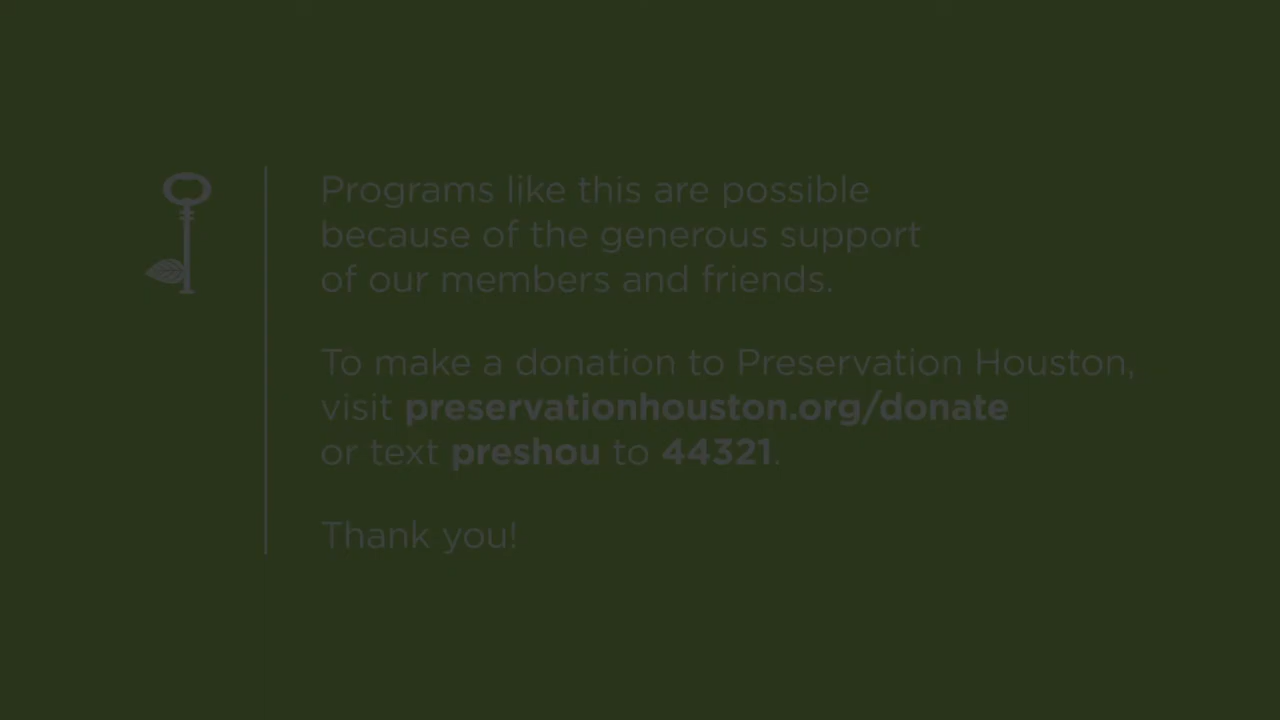 Programs like this are possible
because of the generous support
of our members and friends.
To make a donation to Preservation Houston,
visit preservationhouston.org/donate
or text preshou to 44321.
Thank you!